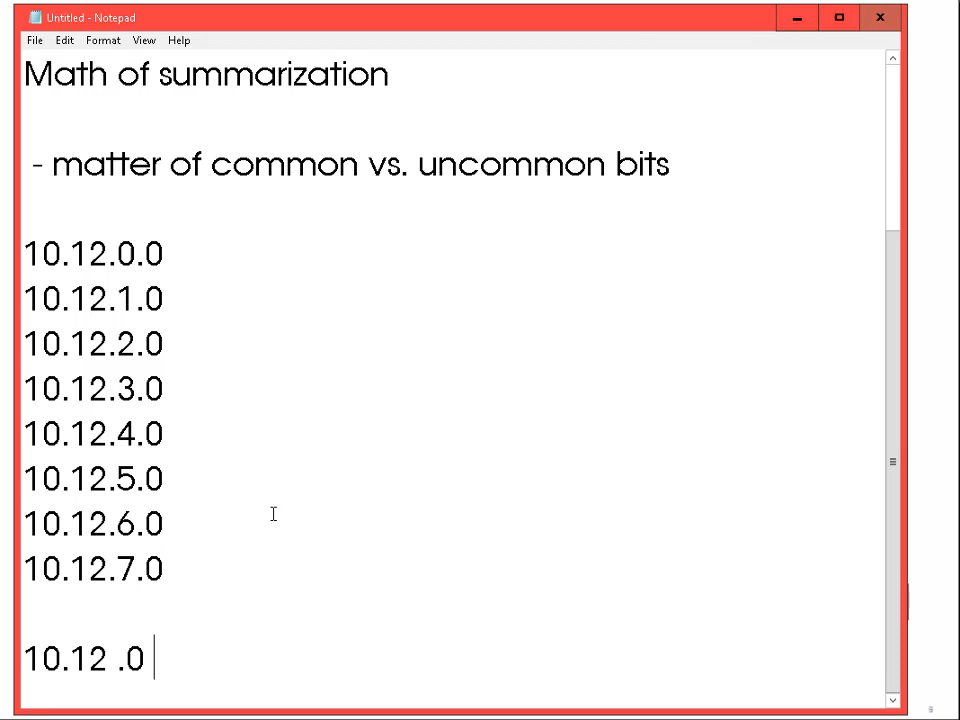 Untitled - Notepad
File Edit Format View Help
Math of summarization
- matter of common vs. uncommon bits
10.12.0.0
10.12.1.0
10.12.2.0
10.12.3.0
10.12.4.0
10.12.5.0
10.12.6.0
10.12.7.0
10.12 .0